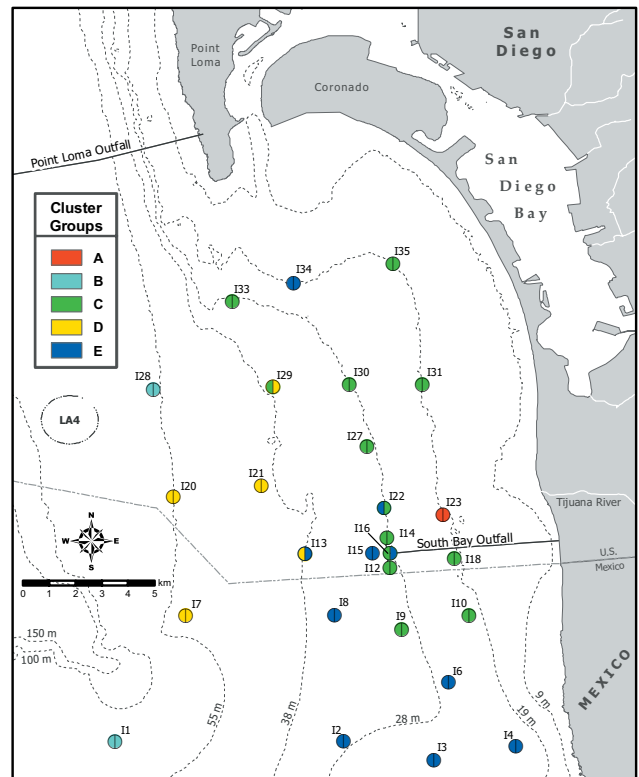 San
Diego
Point
Loma
Coronado
Point Loma Outfall
San
Diego
Bay
Cluster
Groups
A
B
C
D
E
I35
I34
I33
I28
I29
I30
I31
LA4
I27
I21
I20
I22
I23
Tijuana River
N
W E
S
I16
I14
South Bay Outfall
I13
I15
I18
U.S.
Mexico
I12
0 1 2 3 4 5 km
I7
I8
I9
I10
150 m
100 m
55 m
38 m
28 m
19 m
9 m
MEXICO
I6
I1
I2
I3
I4